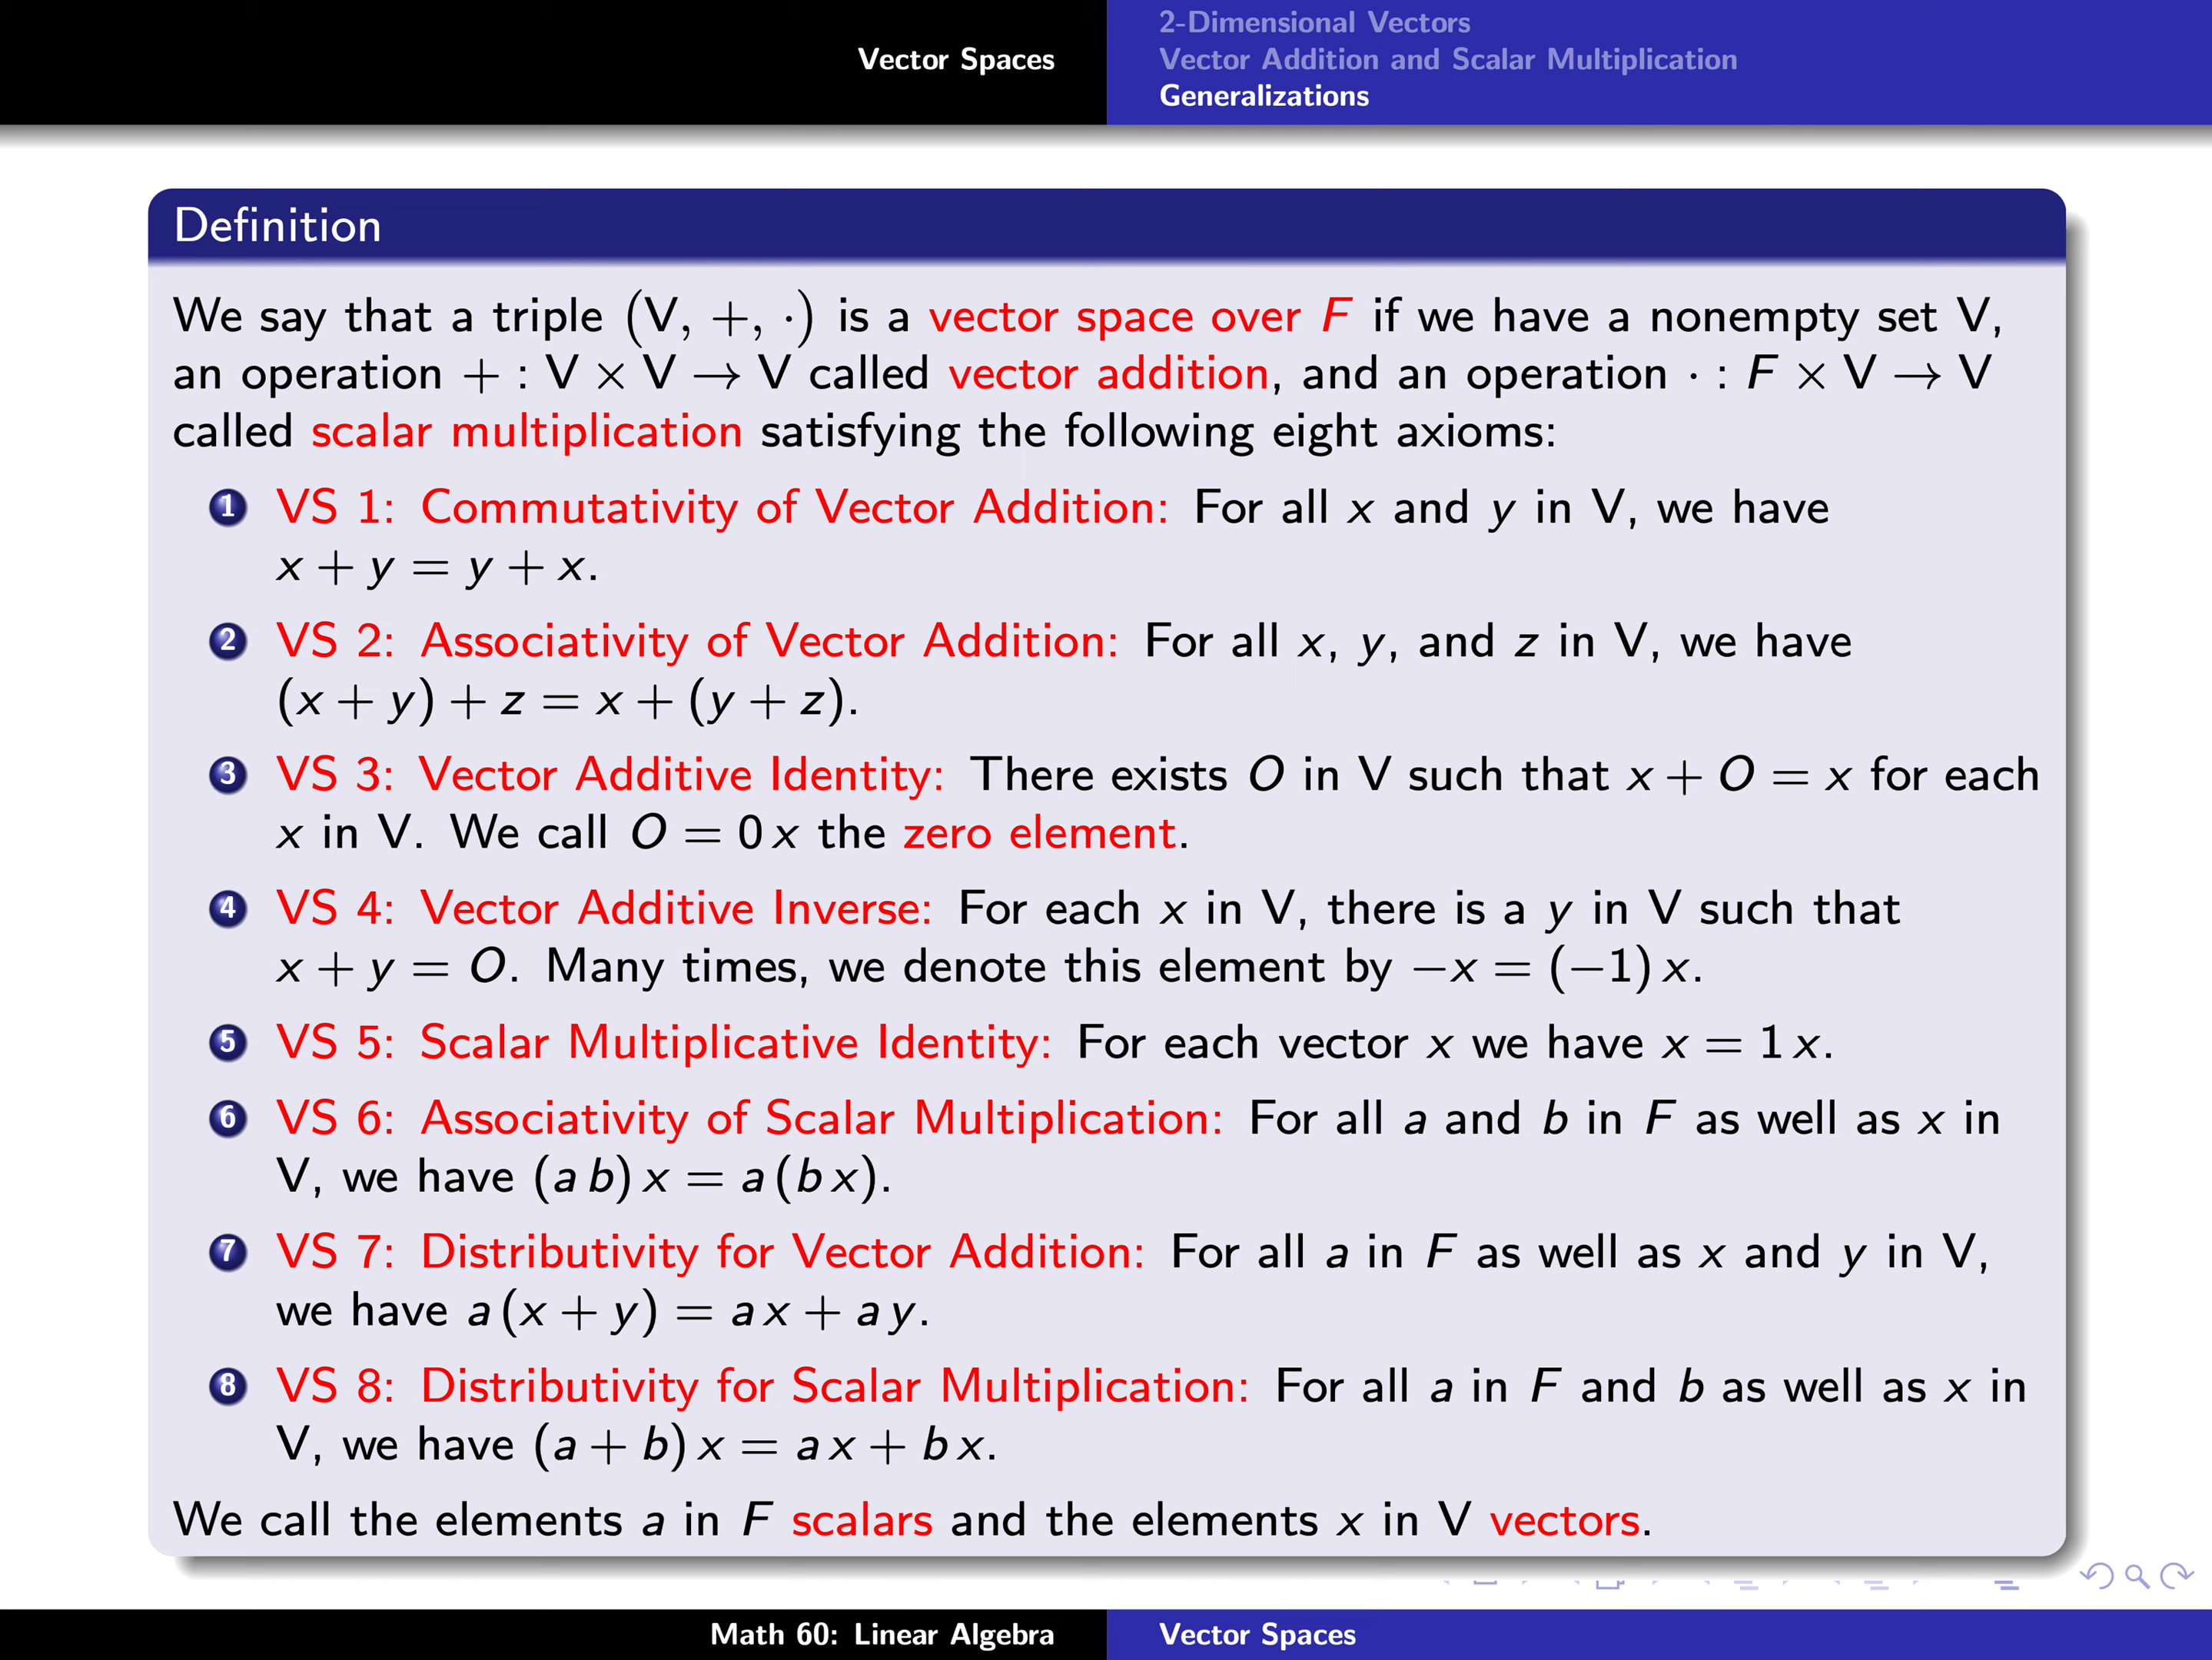 Vector Spaces
2-Dimensional Vectors
Vector Addition and Scalar Multiplication
Generalizations
Definition
We say that a triple (V, +, ·) is a vector space over F if we have a nonempty set V,
an operation + : V × V → V called vector addition, and an operation · : F × V → V
called scalar multiplication satisfying the following eight axioms:
1 VS 1: Commutativity of Vector Addition: For all x and y in V, we have
x + y = y + x.
2 VS 2: Associativity of Vector Addition: For all x, y, and z in V, we have
(x + y) + z = x + (y + z).
3 VS 3: Vector Additive Identity: There exists O in V such that x + O = x for each
x in V. We call O = 0 x the zero element.
4 VS 4: Vector Additive Inverse: For each x in V, there is a y in V such that
x + y = O. Many times, we denote this element by −x = (−1) x.
5 VS 5: Scalar Multiplicative Identity: For each vector x we have x = 1 x.
6 VS 6: Associativity of Scalar Multiplication: For all a and b in F as well as x in
V, we have (a b) x = a (b x).
7 VS 7: Distributivity for Vector Addition: For all a in F as well as x and y in V,
we have a (x + y) = a x + a y.
8 VS 8: Distributivity for Scalar Multiplication: For all a in F and b as well as x in
V, we have (a + b) x = a x + b x.
We call the elements a in F scalars and the elements x in V vectors.
Math 60: Linear Algebra
Vector Spaces